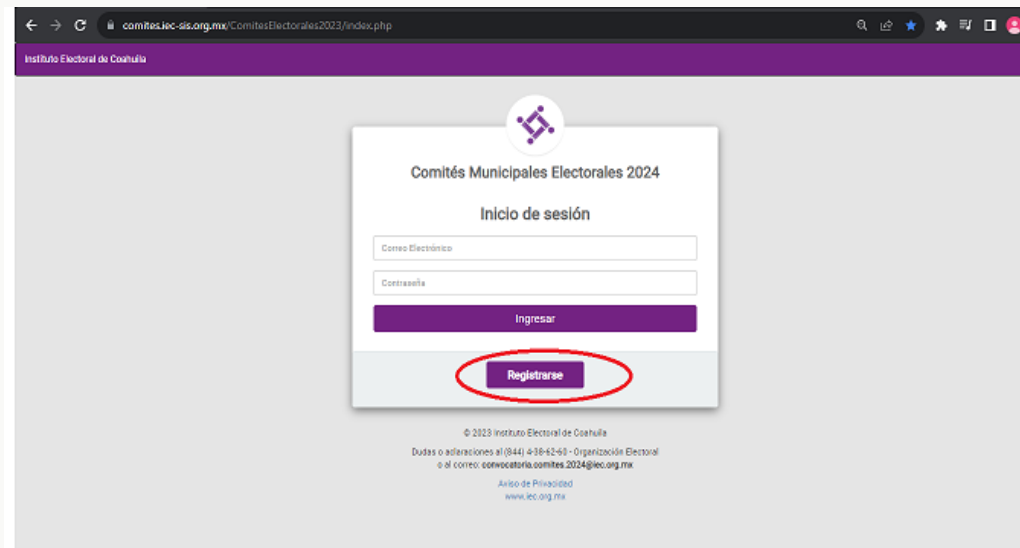 comites.iec-sis.org.mx/ComitesElectorales2023/index.php
Instituto Electoral de Coahuila
Comités Municipales Electorales 2024
Inicio de sesión
Correo Electrónico
Contraseña
Ingresar
Registrarse
© 2023 Instituto Electoral de Coahuila
Dudas o aclaraciones al (844) 4-38-62-60 - Organización Electoral
o al correo: convocatoria.comites.2024@iec.org.mx
Aviso de Privacidad
www.iec.org.mx